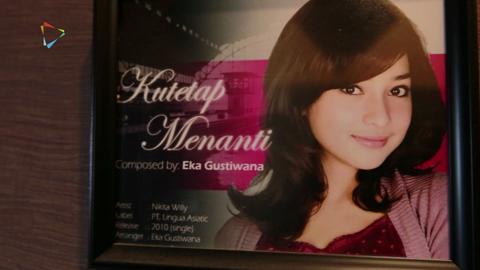 Kutetap
Menanti
Composed by: Eka Gustiwana
Artist : Nikita Willy
Label : PT. Lingua Asiatic
Release : 2010 (single)
Arranger : Eka Gustiwana